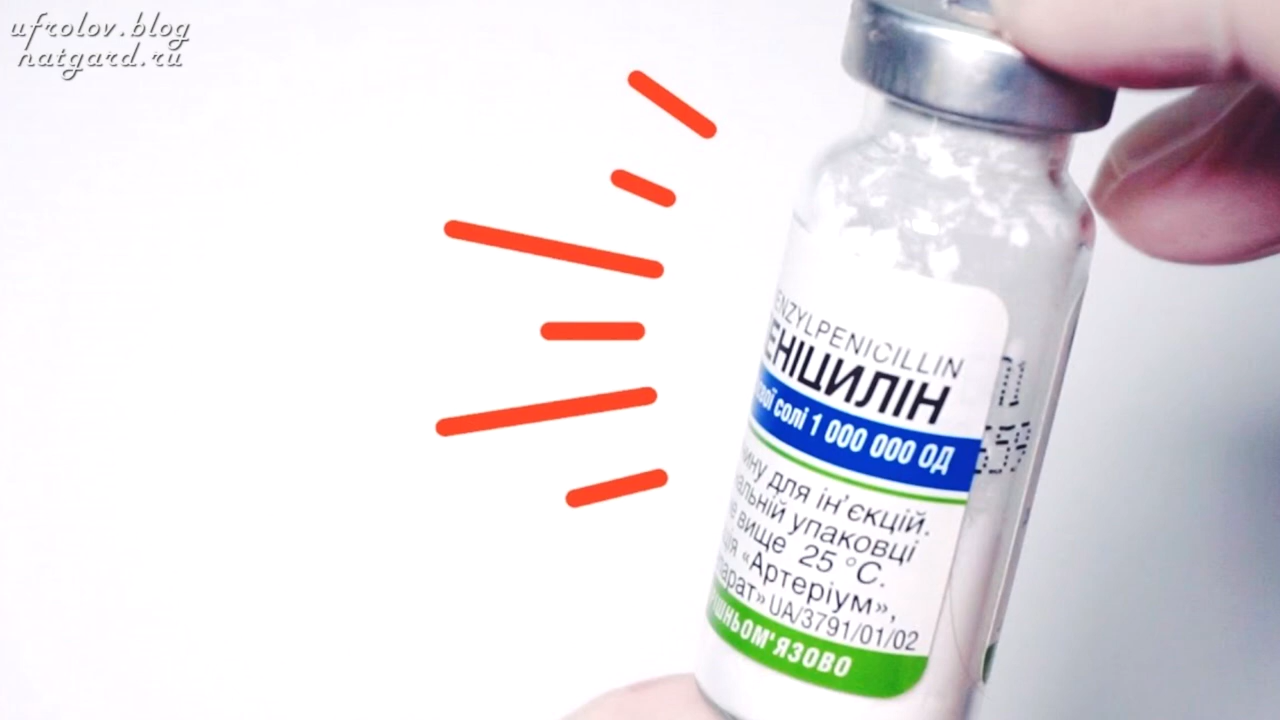 ufrolov.blog
natgard.ru
ENZYLPENICILLIN
ЕНІЦИЛІН
солі 1 000 000 ОД
для ін'єкцій.
упаковці
вище 25 °С.
«Артеріум»,
UA/3791/01/02